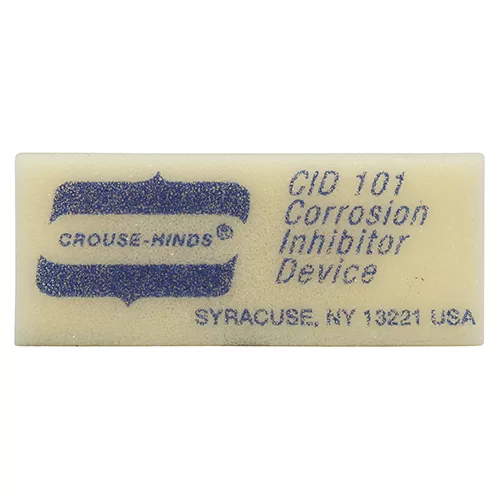 CROUSE-HINDS®
CID 101
Corrosion
Inhibitor
Device
SYRACUSE, NY 13221 USA